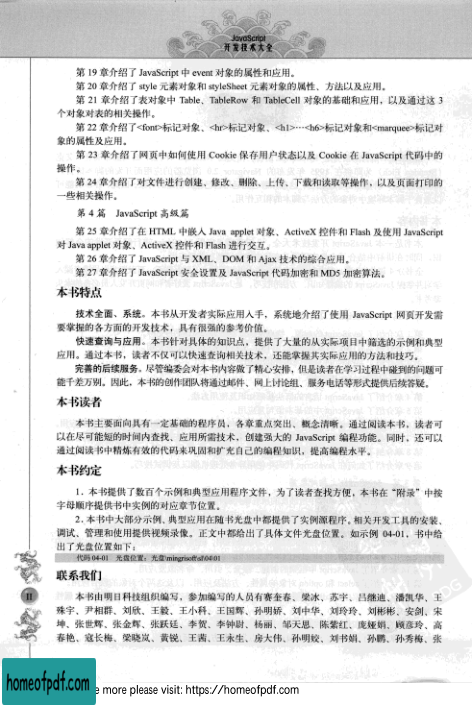 JavaScript
开发技术大全
第 19 章介绍了 JavaScript 中 event 对象的属性和应用。
第 20 章介绍了 style 元素对象和 styleSheet 元素对象的属性、方法以及应用。
第 21 章介绍了表对象中 Table、TableRow 和 TableCell 对象的基础和应用，以及通过这 3
个对象对表的相关操作。
第 22 章介绍了<font>标记对象、<hr>标记对象、<h1>…<h6>标记对象和<marquee>标记对
象的属性及应用。
第 23 章介绍了网页中如何使用 Cookie 保存用户状态以及 Cookie 在 JavaScript 代码中的
操作。
第 24 章介绍了对文件进行创建、修改、删除、上传、下载和读取等操作，以及页面打印的
一些相关操作。
第 4 篇 JavaScript 高级篇
第 25 章介绍了在 HTML 中嵌入 Java applet 对象、ActiveX 控件和 Flash 及使用 JavaScript
对 Java applet 对象、ActiveX 控件和 Flash 进行交互。
第 26 章介绍了 JavaScript 与 XML、DOM 和 Ajax 技术的综合应用。
第 27 章介绍了 JavaScript 安全设置及 JavaScript 代码加密和 MD5 加密算法。
本书特点
技术全面、系统。本书从开发者实际应用入手，系统地介绍了使用 JavaScript 网页开发需
要掌握的各方面的开发技术，具有很强的参考价值。
快速查询与应用。本书针对具体的知识点，提供了大量的从实际项目中筛选的示例和典型
应用。通过本书，读者不仅可以快速查询相关技术，还能掌握其实际应用的方法和技巧。
完善的后续服务。尽管编委会对本书内容做了精心安排，但是读者在学习过程中碰到的问题可
能千差万别。因此，本书的创作团队将通过邮件、网上讨论组、服务电话等形式提供后续答疑。
本书读者
本书主要面向具有一定基础的程序员，各章重点突出、概念清晰。通过阅读本书，读者可
以在尽可能短的时间内查找、应用所需技术，创建强大的 JavaScript 编程功能。同时，还可以
通过阅读书中精炼有效的代码来巩固和扩充自己的编程知识，提高编程水平。
本书约定
1．本书提供了数百个示例和典型应用程序文件，为了读者查找方便，本书在“附录”中按
字母顺序提供书中实例的对应章节位置。
2．本书中大部分示例、典型应用在随书光盘中都提供了实例源程序。相关开发工具的安装、
调试、管理和使用提供视频录像。正文中都给出了具体文件光盘位置。如示例 04-01，书中给
出了光盘位置如下：
代码 04-01 光盘位置：光盘\mingrisoft\sl\04\01
联系我们
本书由明日科技组织编写，参加编写的人员有赛奎春、梁冰、苏宇、吕继迪、潘凯华、王
殊宇、尹相群、刘欣、王毅、王小科、王国辉、孙明娇、刘中华、刘玲玲、刘彬彬、安剑、宋
坤、张世辉、张金辉、张跃廷、李贺、李钟尉、杨丽、邹天思、陈紫红、庞娅娟、顾彦玲、高
春艳、寇长梅、梁晓岚、黄锐、王茜、王永生、房大伟、孙明皎、刘书娟、孙鹏、孙秀梅、张
II
homeofpdf.com
e more please visit: https://homeofpdf.com